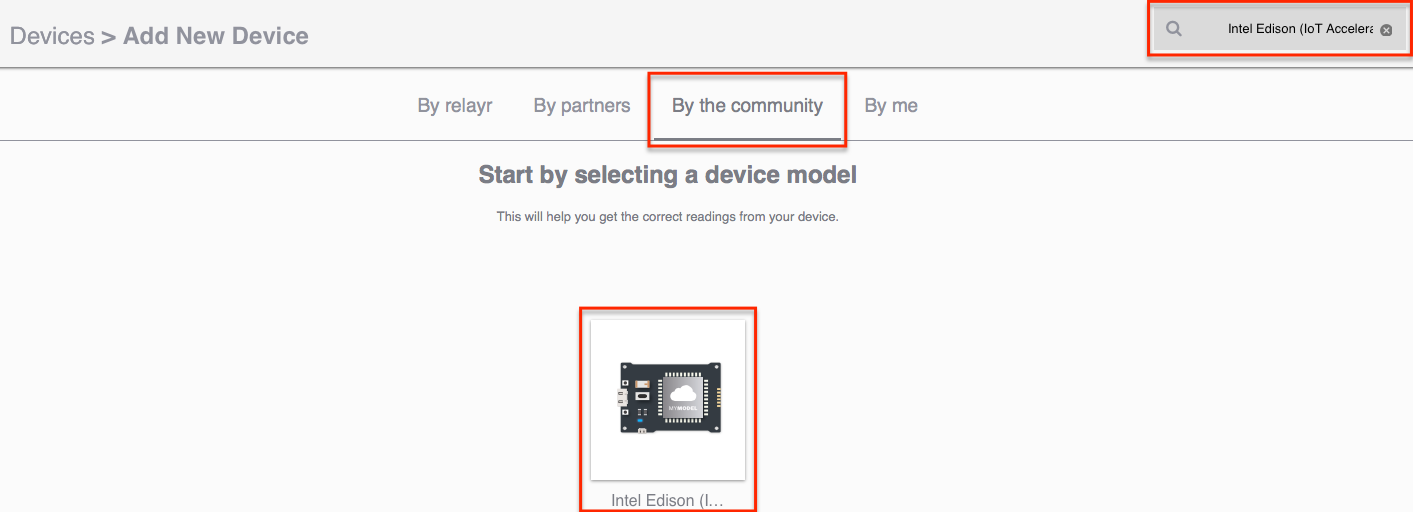 Devices > Add New Device
Intel Edison (IoT Accelera
By relayr
By partners
By the community
By me
Start by selecting a device model
This will help you get the correct readings from your device.
MYMODEL
Intel Edison (I...